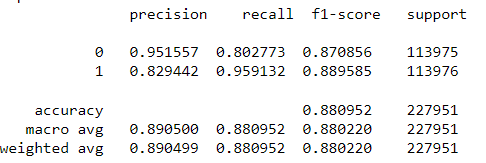 precision recall f1-score support
0 0.951557 0.802773 0.870856 113975
1 0.829442 0.959132 0.889585 113976
accuracy 0.880952 227951
macro avg 0.890500 0.880952 0.880220 227951
weighted avg 0.890499 0.880952 0.880220 227951